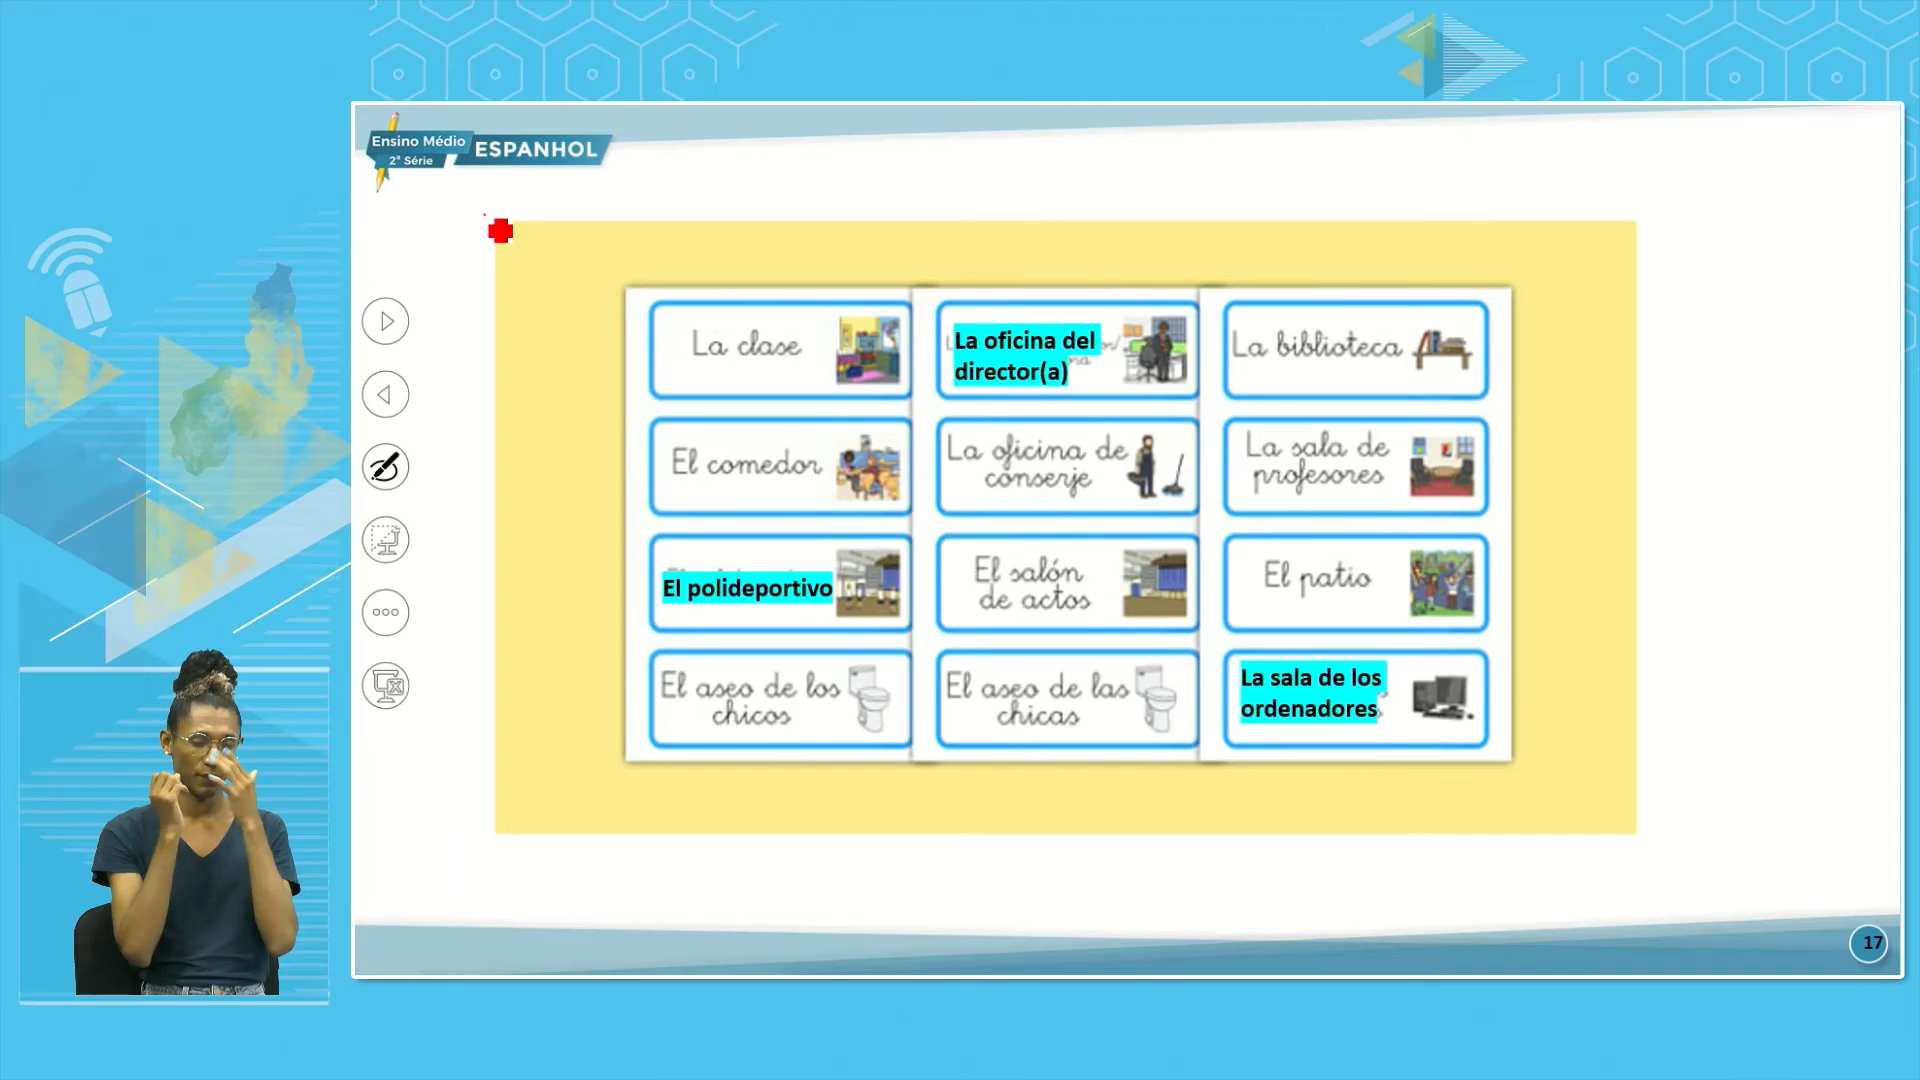 Ensino Médio
2ª Série
ESPANHOL
La clase
La oficina del
director(a)
La biblioteca
El comedor
La oficina de
conserje
La sala de
profesores
El polideportivo
El salón
de actos
El patio
El aseo de los
chicos
El aseo de las
chicas
La sala de los
ordenadores
17